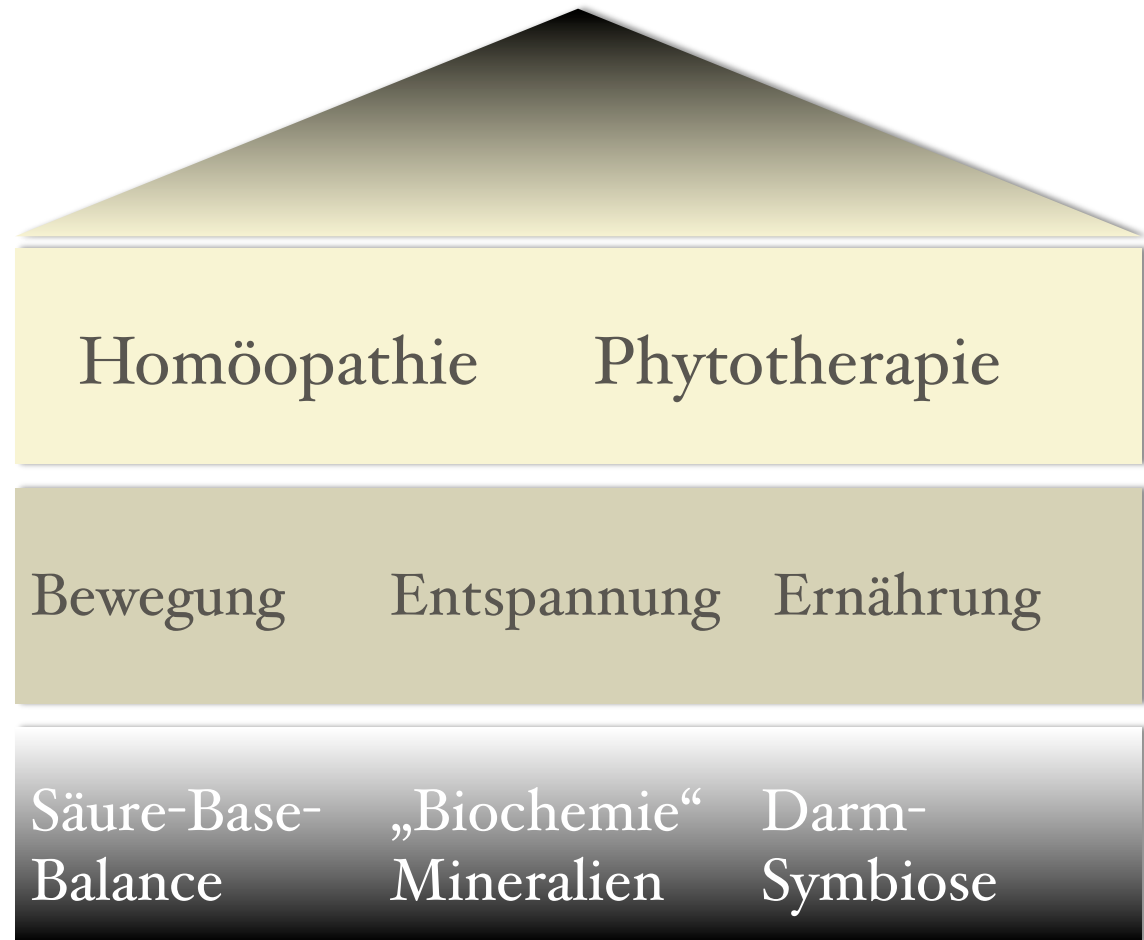 Homöopathie Phytotherapie
Bewegung Entspannung Ernährung
Säure-Base- „Biochemie“ Darm-
Balance Mineralien Symbiose